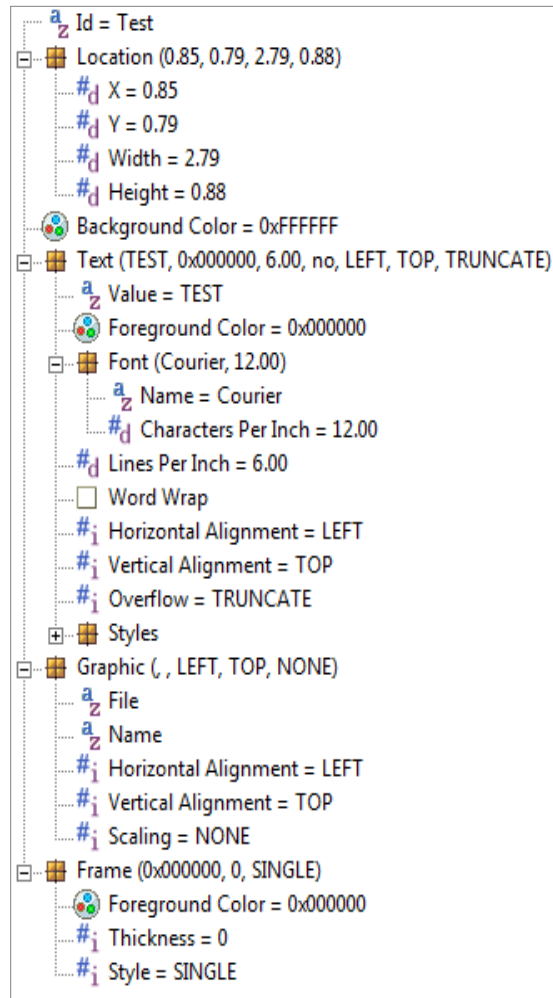 Id = Test
Location (0.85, 0.79, 2.79, 0.88)
X = 0.85
Y = 0.79
Width = 2.79
Height = 0.88
Background Color = 0xFFFFFF
Text (TEST, 0x000000, 6.00, no, LEFT, TOP, TRUNCATE)
Value = TEST
Foreground Color = 0x000000
Font (Courier, 12.00)
Name = Courier
Characters Per Inch = 12.00
Lines Per Inch = 6.00
Word Wrap
Horizontal Alignment = LEFT
Vertical Alignment = TOP
Overflow = TRUNCATE
Styles
Graphic (, , LEFT, TOP, NONE)
File
Name
Horizontal Alignment = LEFT
Vertical Alignment = TOP
Scaling = NONE
Frame (0x000000, 0, SINGLE)
Foreground Color = 0x000000
Thickness = 0
Style = SINGLE